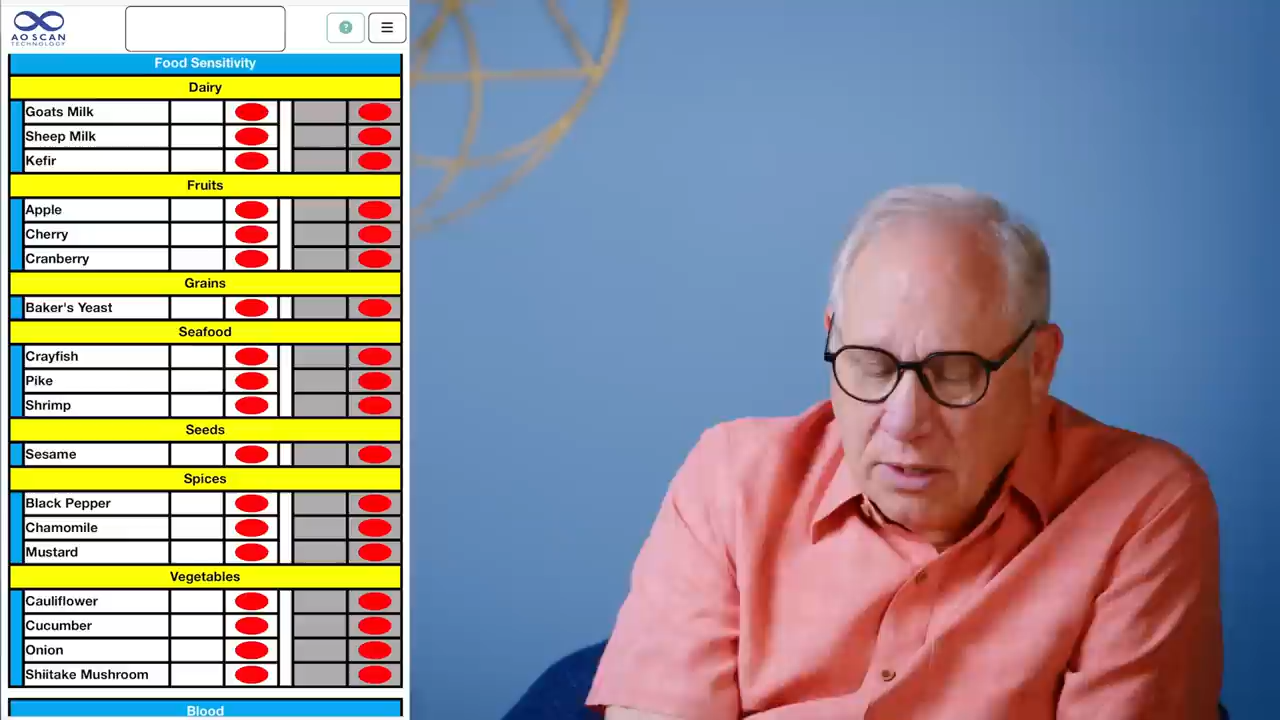 AO SCAN
TECHNOLOGY
?
Food Sensitivity
Dairy
Goats Milk
Sheep Milk
Kefir
Fruits
Apple
Cherry
Cranberry
Grains
Baker's Yeast
Seafood
Crayfish
Pike
Shrimp
Seeds
Sesame
Spices
Black Pepper
Chamomile
Mustard
Vegetables
Cauliflower
Cucumber
Onion
Shiitake Mushroom
Blood